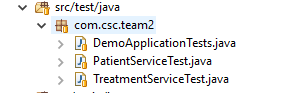 src/test/java
com.csc.team2
DemoApplicationTests.java
PatientServiceTest.java
TreatmentServiceTest.java